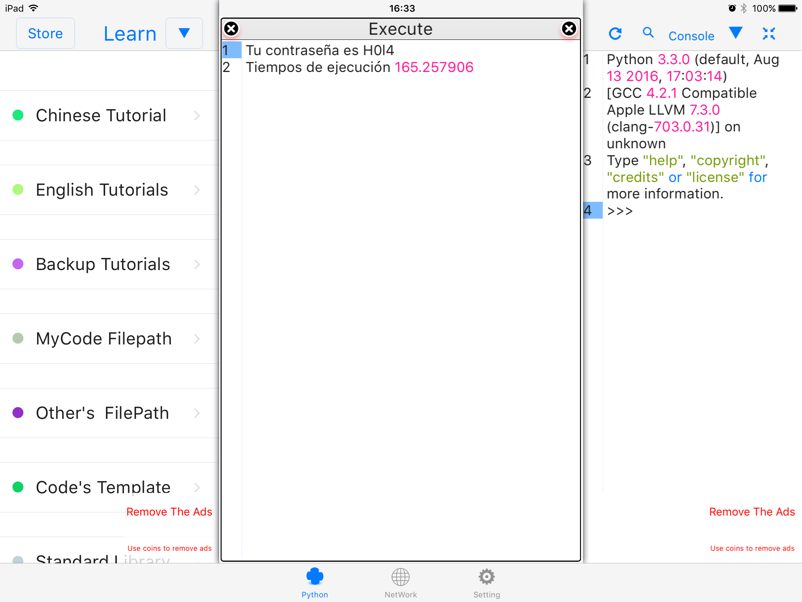 iPad 16:33 100%
Store Learn ▼
Chinese Tutorial
English Tutorials
Backup Tutorials
MyCode Filepath
Other's FilePath
Code's Template
Remove The Ads
Use coins to remove ads
Standard Library
Execute
1 Tu contraseña es H0l4
2 Tiempos de ejecución 165.257906
Console ▼
1 Python 3.3.0 (default, Aug
13 2016, 17:03:14)
2 [GCC 4.2.1 Compatible
Apple LLVM 7.3.0
(clang-703.0.31)] on
unknown
3 Type "help", "copyright",
"credits" or "license" for
more information.
4 >>>
Remove The Ads
Use coins to remove ads
Python NetWork Setting